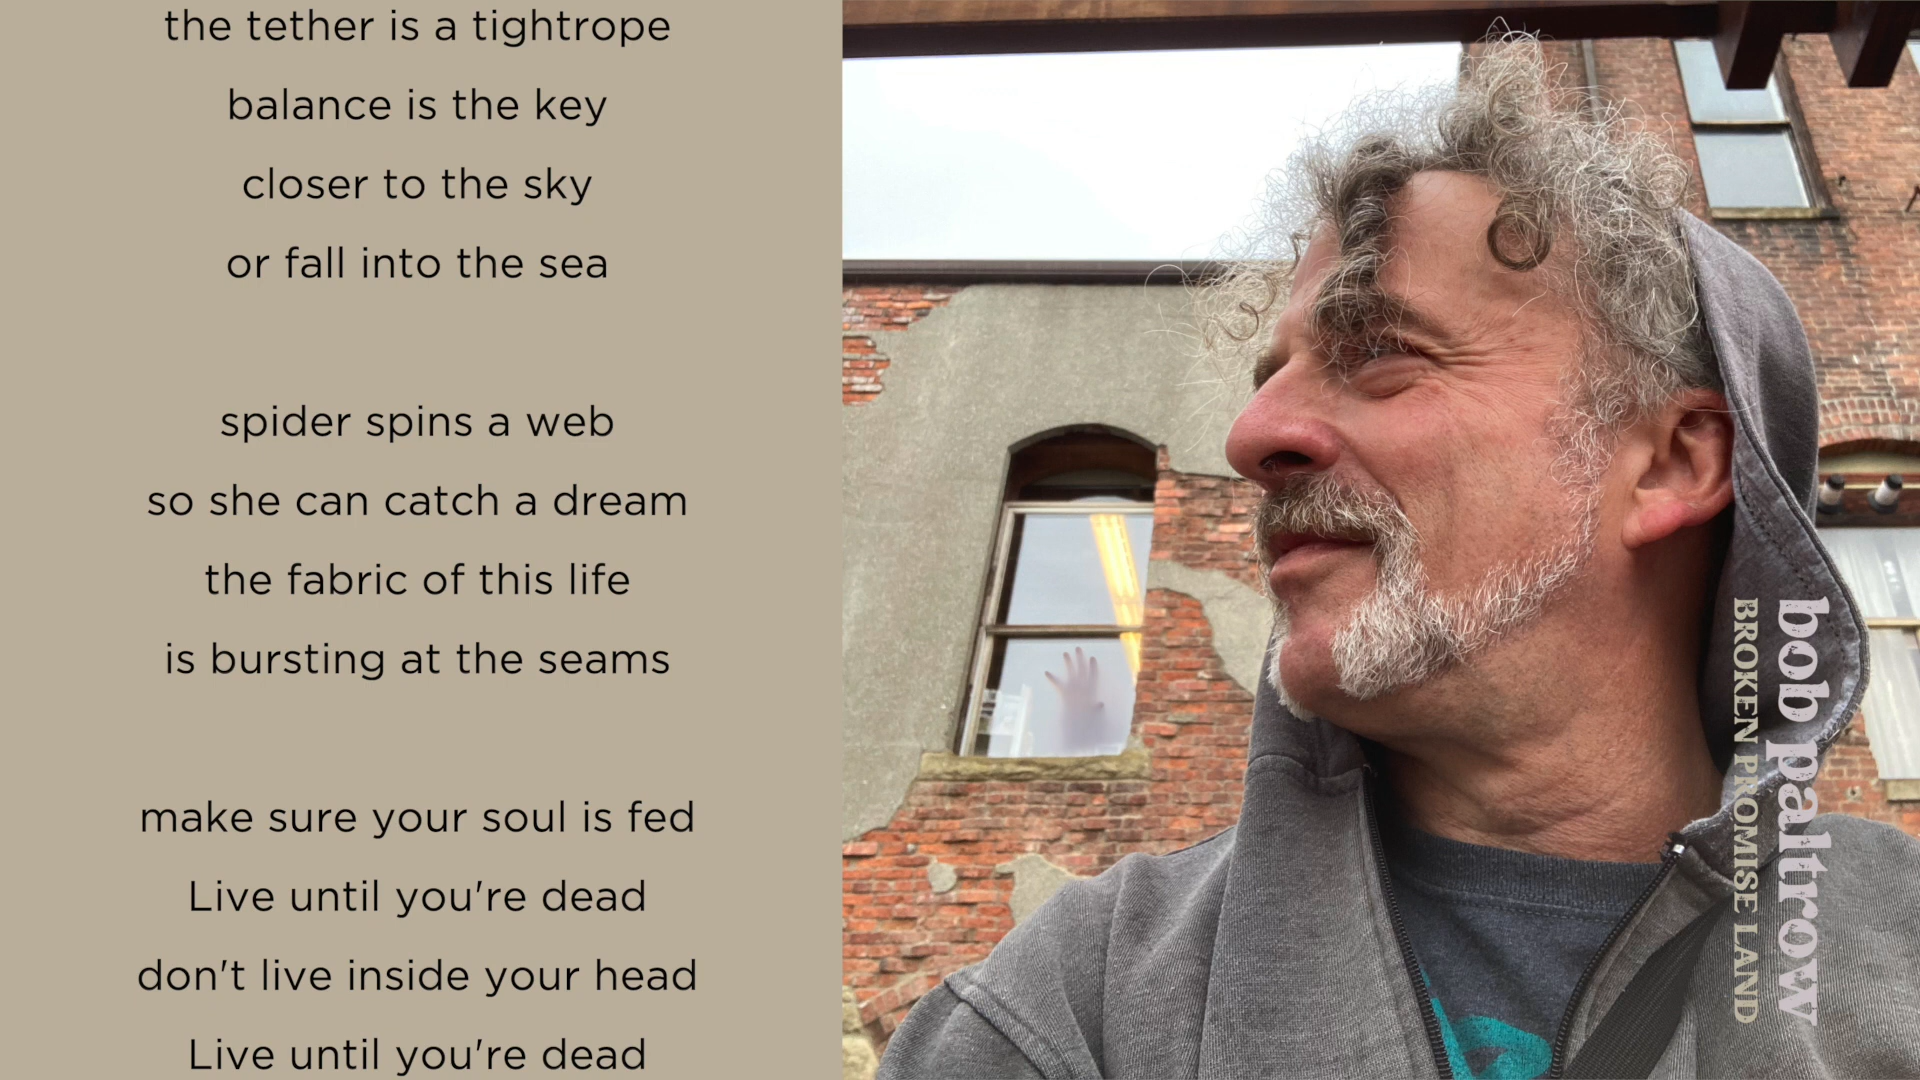 the tether is a tightrope
balance is the key
closer to the sky
or fall into the sea
spider spins a web
so she can catch a dream
the fabric of this life
is bursting at the seams
make sure your soul is fed
Live until you're dead
don't live inside your head
Live until you're dead
bob paltrow
BROKEN PROMISE LAND